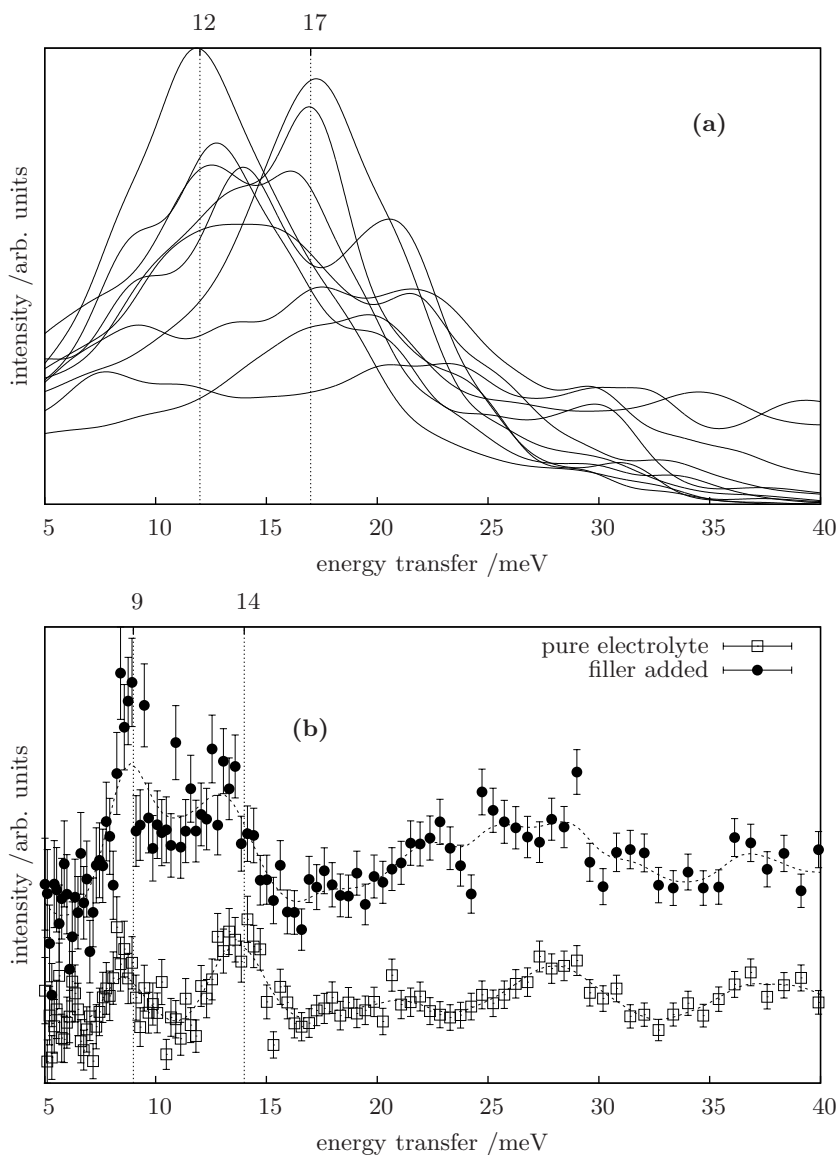 12 17
(a)
intensity /arb. units
5 10 15 20 25 30 35 40
energy transfer /meV
9 14
pure electrolyte
filler added
(b)
intensity /arb. units
5 10 15 20 25 30 35 40
energy transfer /meV